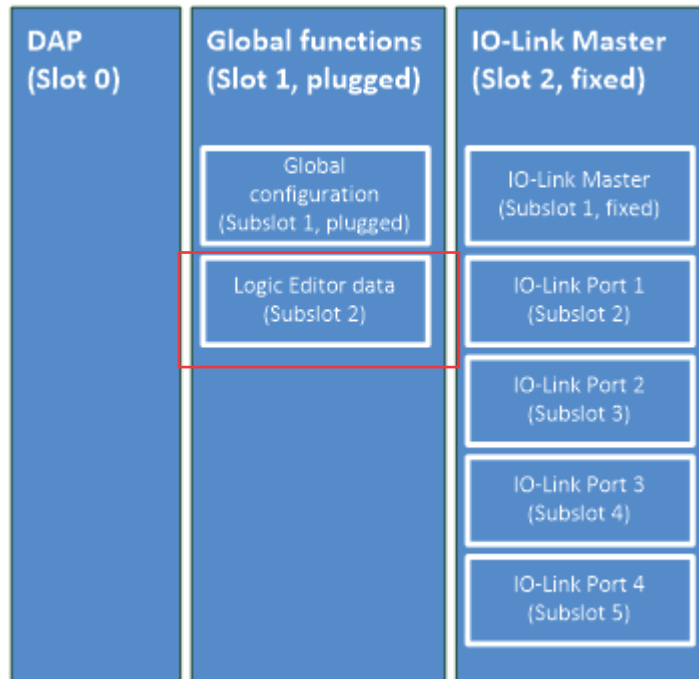 DAP
(Slot 0)
Global functions
(Slot 1, plugged)
Global
configuration
(Subslot 1, plugged)
Logic Editor data
(Subslot 2)
IO-Link Master
(Slot 2, fixed)
IO-Link Master
(Subslot 1, fixed)
IO-Link Port 1
(Subslot 2)
IO-Link Port 2
(Subslot 3)
IO-Link Port 3
(Subslot 4)
IO-Link Port 4
(Subslot 5)